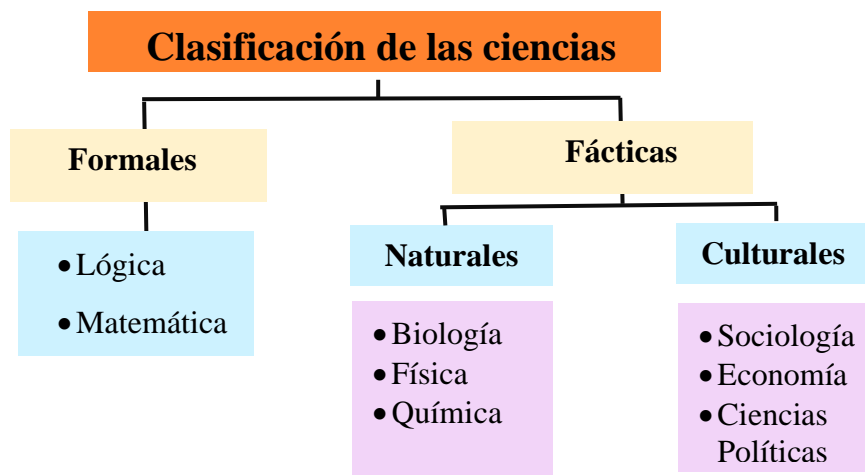 Clasificación de las ciencias
Formales
Fácticas
•Lógica
•Matemática
Naturales
Culturales
•Biología
•Física
•Química
•Sociología
•Economía
•Ciencias
Políticas